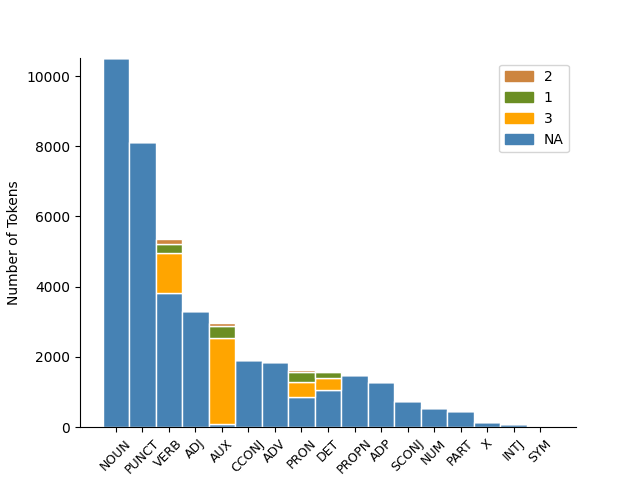 10000
8000
6000
4000
2000
0
Number of Tokens
2
1
3
NA
NOUN
PUNCT
VERB
ADJ
AUX
CCONJ
ADV
PRON
DET
PROPN
ADP
SCONJ
NUM
PART
X
INTJ
SYM